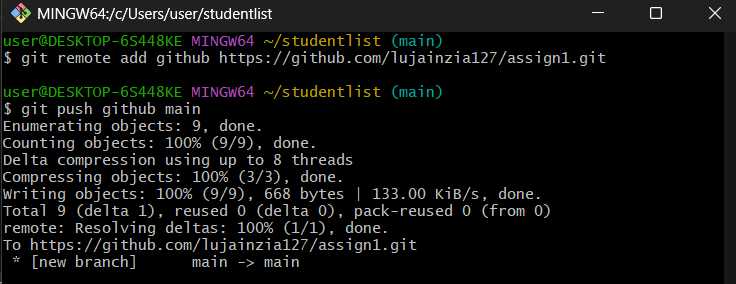 MINGW64:/c/Users/user/studentlist
user@DESKTOP-6S448KE MINGW64 ~/studentlist (main)
$ git remote add github https://github.com/lujainzia127/assign1.git
user@DESKTOP-6S448KE MINGW64 ~/studentlist (main)
$ git push github main
Enumerating objects: 9, done.
Counting objects: 100% (9/9), done.
Delta compression using up to 8 threads
Compressing objects: 100% (3/3), done.
Writing objects: 100% (9/9), 668 bytes | 133.00 KiB/s, done.
Total 9 (delta 1), reused 0 (delta 0), pack-reused 0 (from 0)
remote: Resolving deltas: 100% (1/1), done.
To https://github.com/lujainzia127/assign1.git
 * [new branch]      main -> main